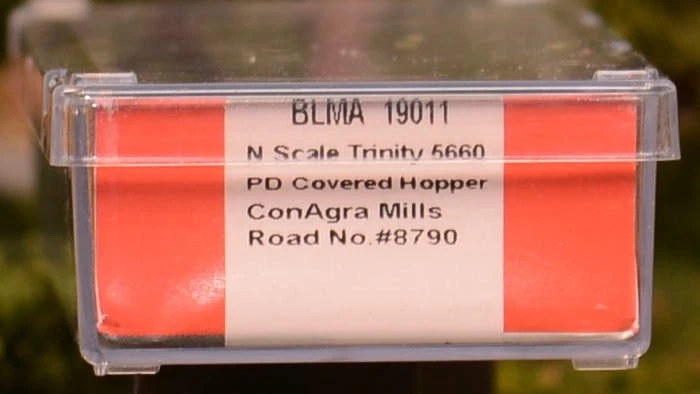 BLMA 19011
N Scale Trinity 5660
PD Covered Hopper
ConAgra Mills
Road No.#8790